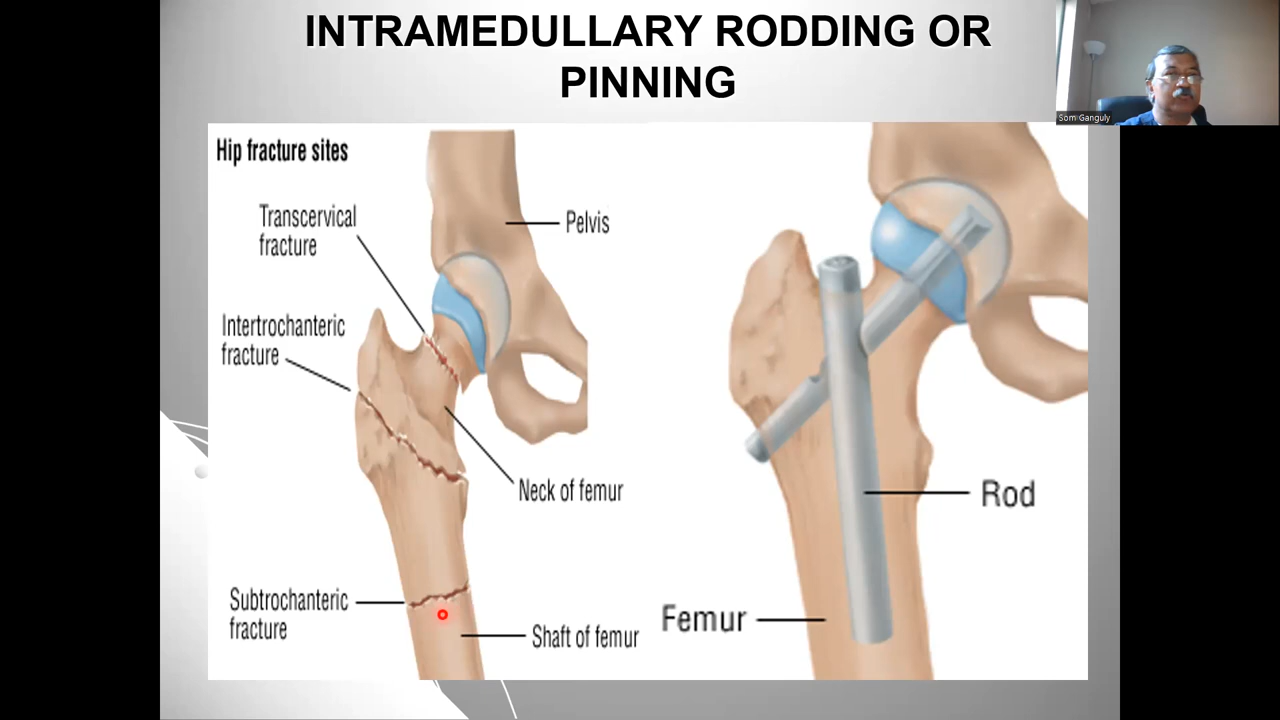 INTRAMEDULLARY RODDING OR
PINNING
Som Ganguly
Hip fracture sites
Transcervical
fracture
Pelvis
Intertrochanteric
fracture
Neck of femur
Subtrochanteric
fracture
Shaft of femur
Rod
Femur